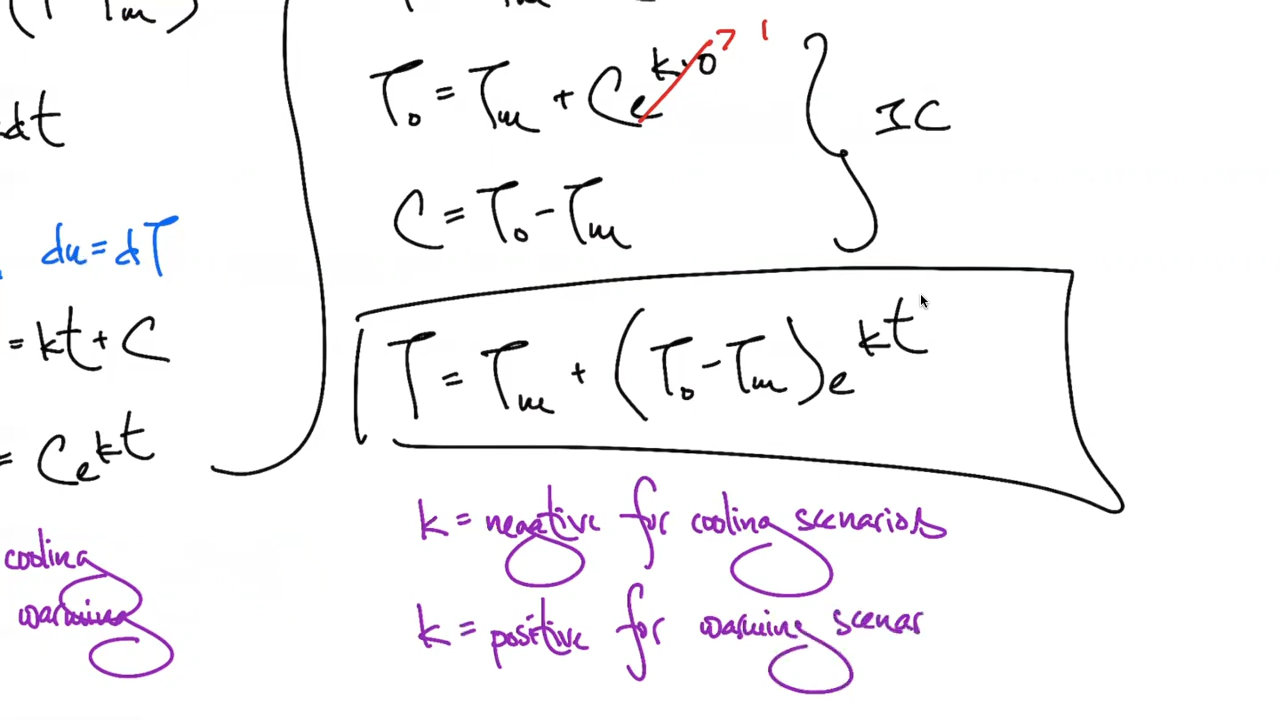 dt
du = dT
= kt + C
= Ce^kt
cooling
warming
T₀ = Tₘ + Ce^k·0 → 1
IC
C = T₀ - Tₘ
T = Tₘ + (T₀ - Tₘ)e^kt
k = negative for cooling scenarios
k = positive for warming scenar